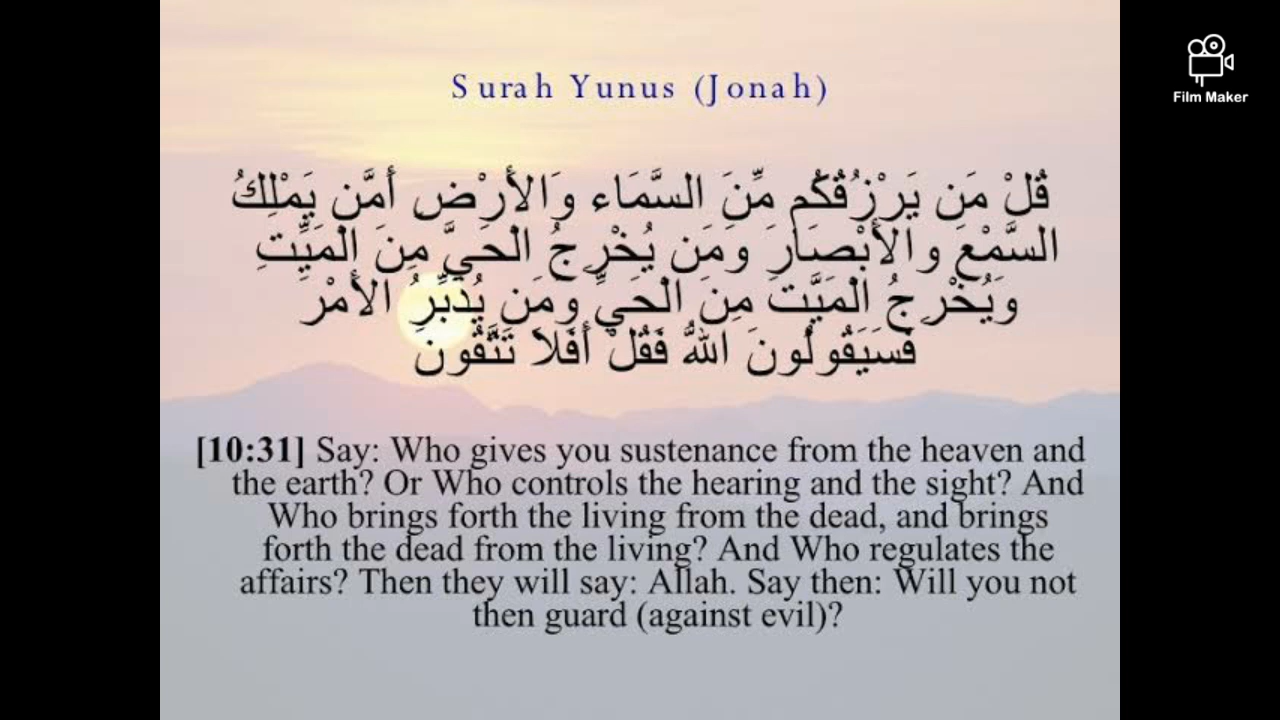 Surah Yunus (Jonah)
Film Maker
قُلْ مَن يَرْزُقُكُم مِّنَ السَّمَاء وَالأَرْضِ أَمَّن يَمْلِكُ
السَّمْعَ والأَبْصَارَ وَمَن يُخْرِجُ الْحَيَّ مِنَ الْمَيِّتِ
وَيُخْرِجُ الْمَيَّتَ مِنَ الْحَيِّ وَمَن يُدَبِّرُ الأَمْرَ
فَسَيَقُولُونَ اللّهُ فَقُلْ أَفَلاَ تَتَّقُونَ
[10:31] Say: Who gives you sustenance from the heaven and
the earth? Or Who controls the hearing and the sight? And
Who brings forth the living from the dead, and brings
forth the dead from the living? And Who regulates the
affairs? Then they will say: Allah. Say then: Will you not
then guard (against evil)?